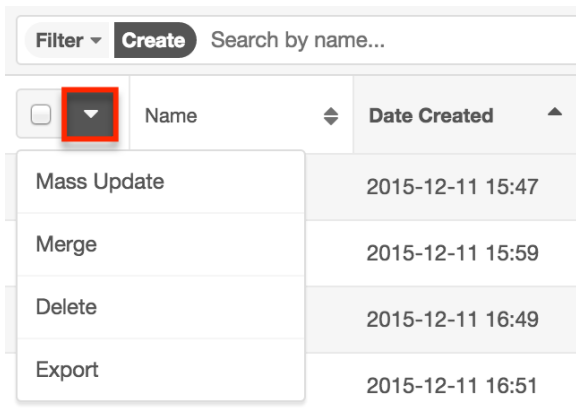 Filter Create Search by name...
Name Date Created
Mass Update 2015-12-11 15:47
Merge 2015-12-11 15:59
Delete 2015-12-11 16:49
Export 2015-12-11 16:51